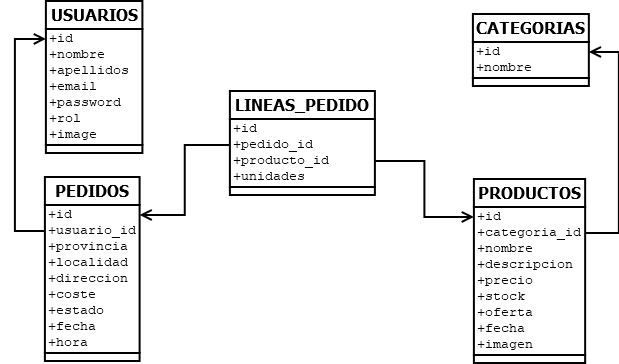 USUARIOS
+id
+nombre
+apellidos
+email
+password
+rol
+image
CATEGORIAS
+id
+nombre
LINEAS_PEDIDO
+id
+pedido_id
+producto_id
+unidades
PEDIDOS
+id
+usuario_id
+provincia
+localidad
+direccion
+coste
+estado
+fecha
+hora
PRODUCTOS
+id
+categoria_id
+nombre
+descripcion
+precio
+stock
+oferta
+fecha
+imagen